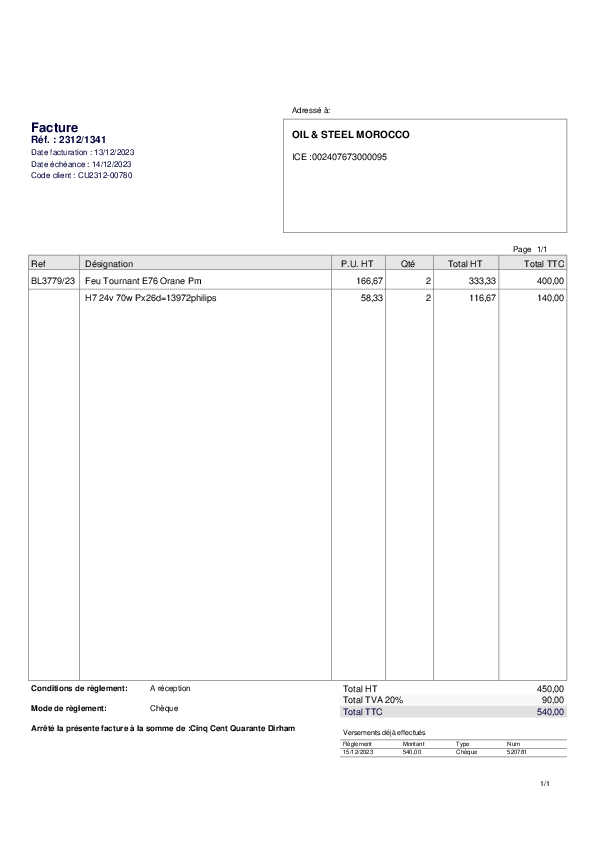 Adressé à:
Facture
Réf. : 2312/1341
Date facturation : 13/12/2023
Date échéance : 14/12/2023
Code client : CU2312-00780
OIL & STEEL MOROCCO
ICE :002407673000095
Page 1/1
Ref Désignation P.U. HT Qté Total HT Total TTC
BL3779/23 Feu Tournant E76 Orane Pm 166,67 2 333,33 400,00
H7 24v 70w Px26d=13972philips 58,33 2 116,67 140,00
Conditions de règlement: A réception
Mode de règlement: Chèque
Arrêté la présente facture à la somme de :Cinq Cent Quarante Dirham
Total HT 450,00
Total TVA 20% 90,00
Total TTC 540,00
Versements déjà effectués
Règlement Montant Type Num
15/12/2023 540,00 Chèque 520781
1/1